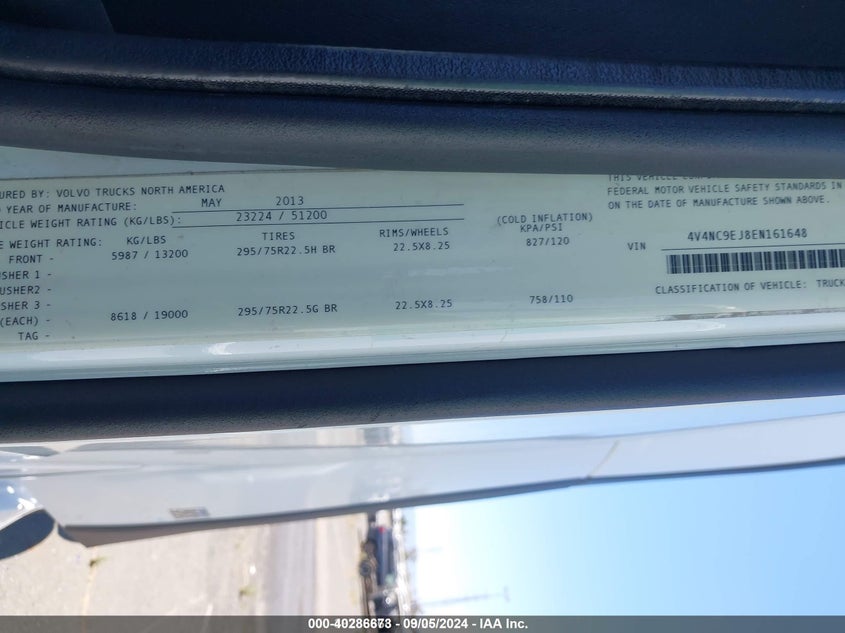 URED BY: VOLVO TRUCKS NORTH AMERICA
YEAR OF MANUFACTURE: MAY 2013
ICLE WEIGHT RATING (KG/LBS): 23224 / 51200
E WEIGHT RATING: KG/LBS TIRES RIMS/WHEELS (COLD INFLATION) KPA/PSI
FRONT - 5987 / 13200 295/75R22.5H BR 22.5X8.25 827/120
USHER 1 -
USHER2 -
SHER 3 -
(EACH) - 8618 / 19000 295/75R22.5G BR 22.5X8.25 758/110
TAG -
THIS VEHICLE
FEDERAL MOTOR VEHICLE SAFETY STANDARDS IN
ON THE DATE OF MANUFACTURE SHOWN ABOVE.
VIN 4V4NC9EJ8EN161648
CLASSIFICATION OF VEHICLE: TRUCK
000-40286673 - 09/05/2024 - IAA Inc.